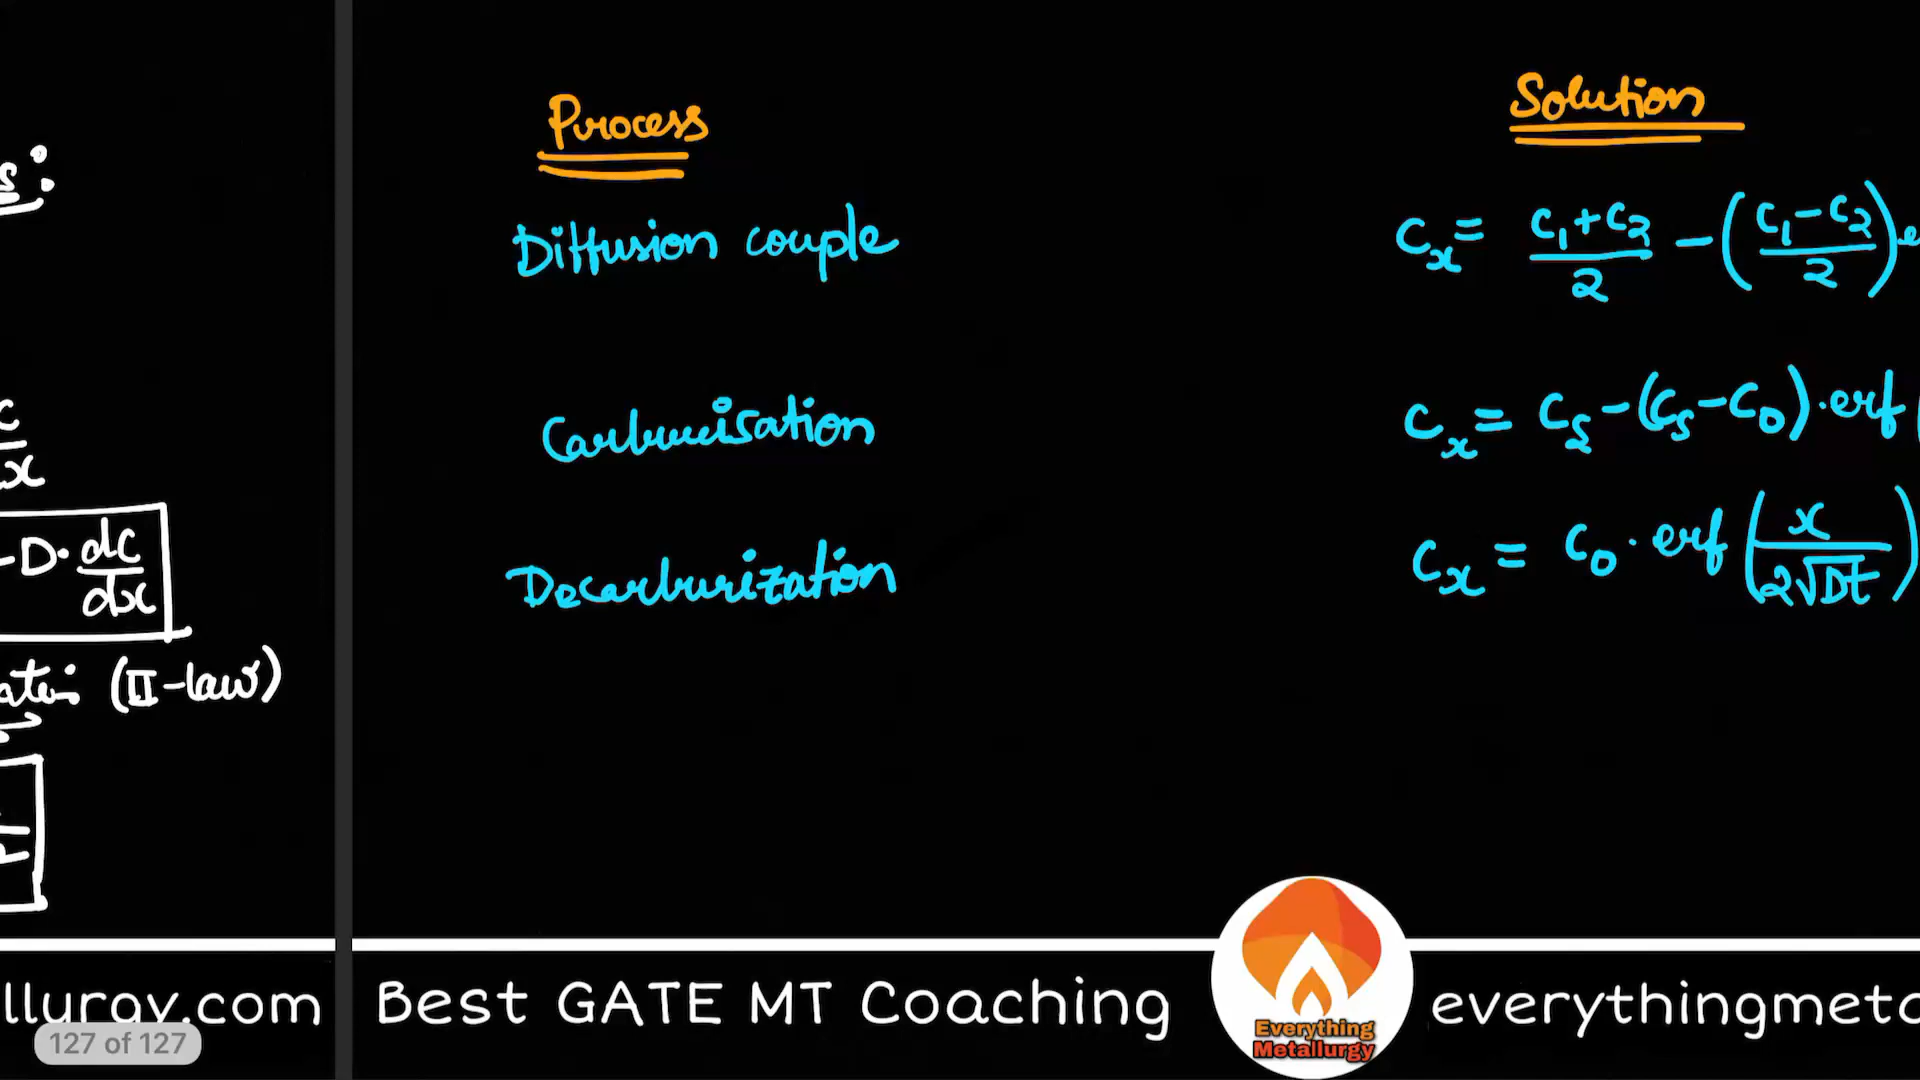 s:
c
x
-D. dc/dx
(II-law)
Process
Solution
Diffusion couple
Cx = (C1+C2)/2 - ((C1-C2)/2) e
Carburisation
Cx = Cs-(Cs-C0).erf(
Decarburization
Cx = C0.erf(x/2√Dt)
llurgy.com
127 of 127
Best GATE MT Coaching
Everything
Metallurgy
everythingmeta